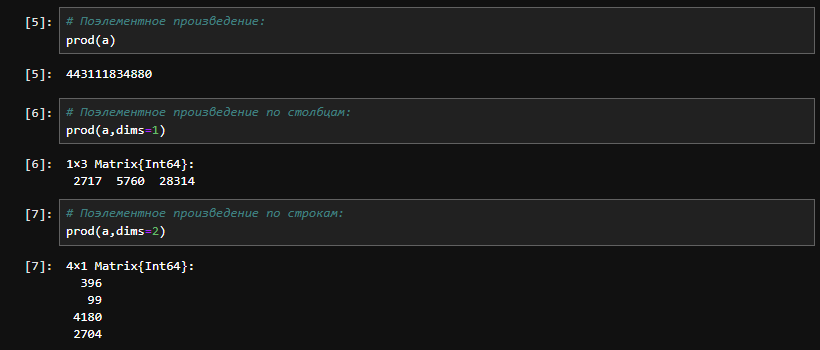 [5]: # Поэлементное произведение:
prod(a)
[5]: 443111834880
[6]: # Поэлементное произведение по столбцам:
prod(a,dims=1)
[6]: 1×3 Matrix{Int64}:
2717 5760 28314
[7]: # Поэлементное произведение по строкам:
prod(a,dims=2)
[7]: 4×1 Matrix{Int64}:
396
99
4180
2704